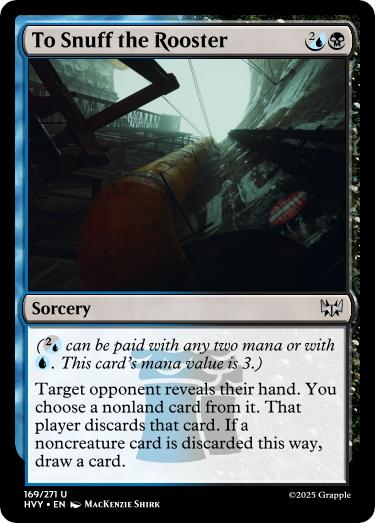 To Snuff the Rooster
2
Sorcery
(2 can be paid with any two mana or with
. This card's mana value is 3.)
Target opponent reveals their hand. You
choose a nonland card from it. That
player discards that card. If a
noncreature card is discarded this way,
draw a card.
169/271 U
HVY • EN MacKenzie Shirk
©2025 Grapple